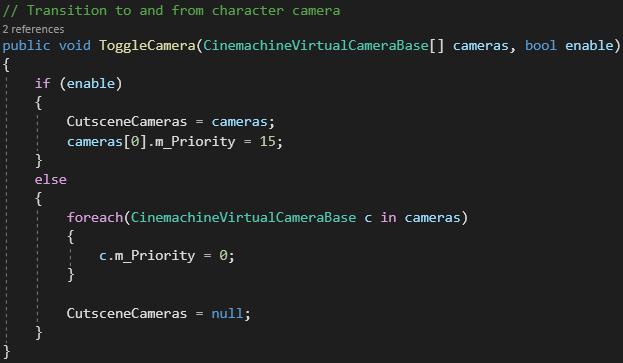 // Transition to and from character camera
2 references
public void ToggleCamera(CinemachineVirtualCameraBase[] cameras, bool enable)
{
    if (enable)
    {
        CutsceneCameras = cameras;
        cameras[0].m_Priority = 15;
    }
    else
    {
        foreach(CinemachineVirtualCameraBase c in cameras)
        {
            c.m_Priority = 0;
        }

        CutsceneCameras = null;
    }
}